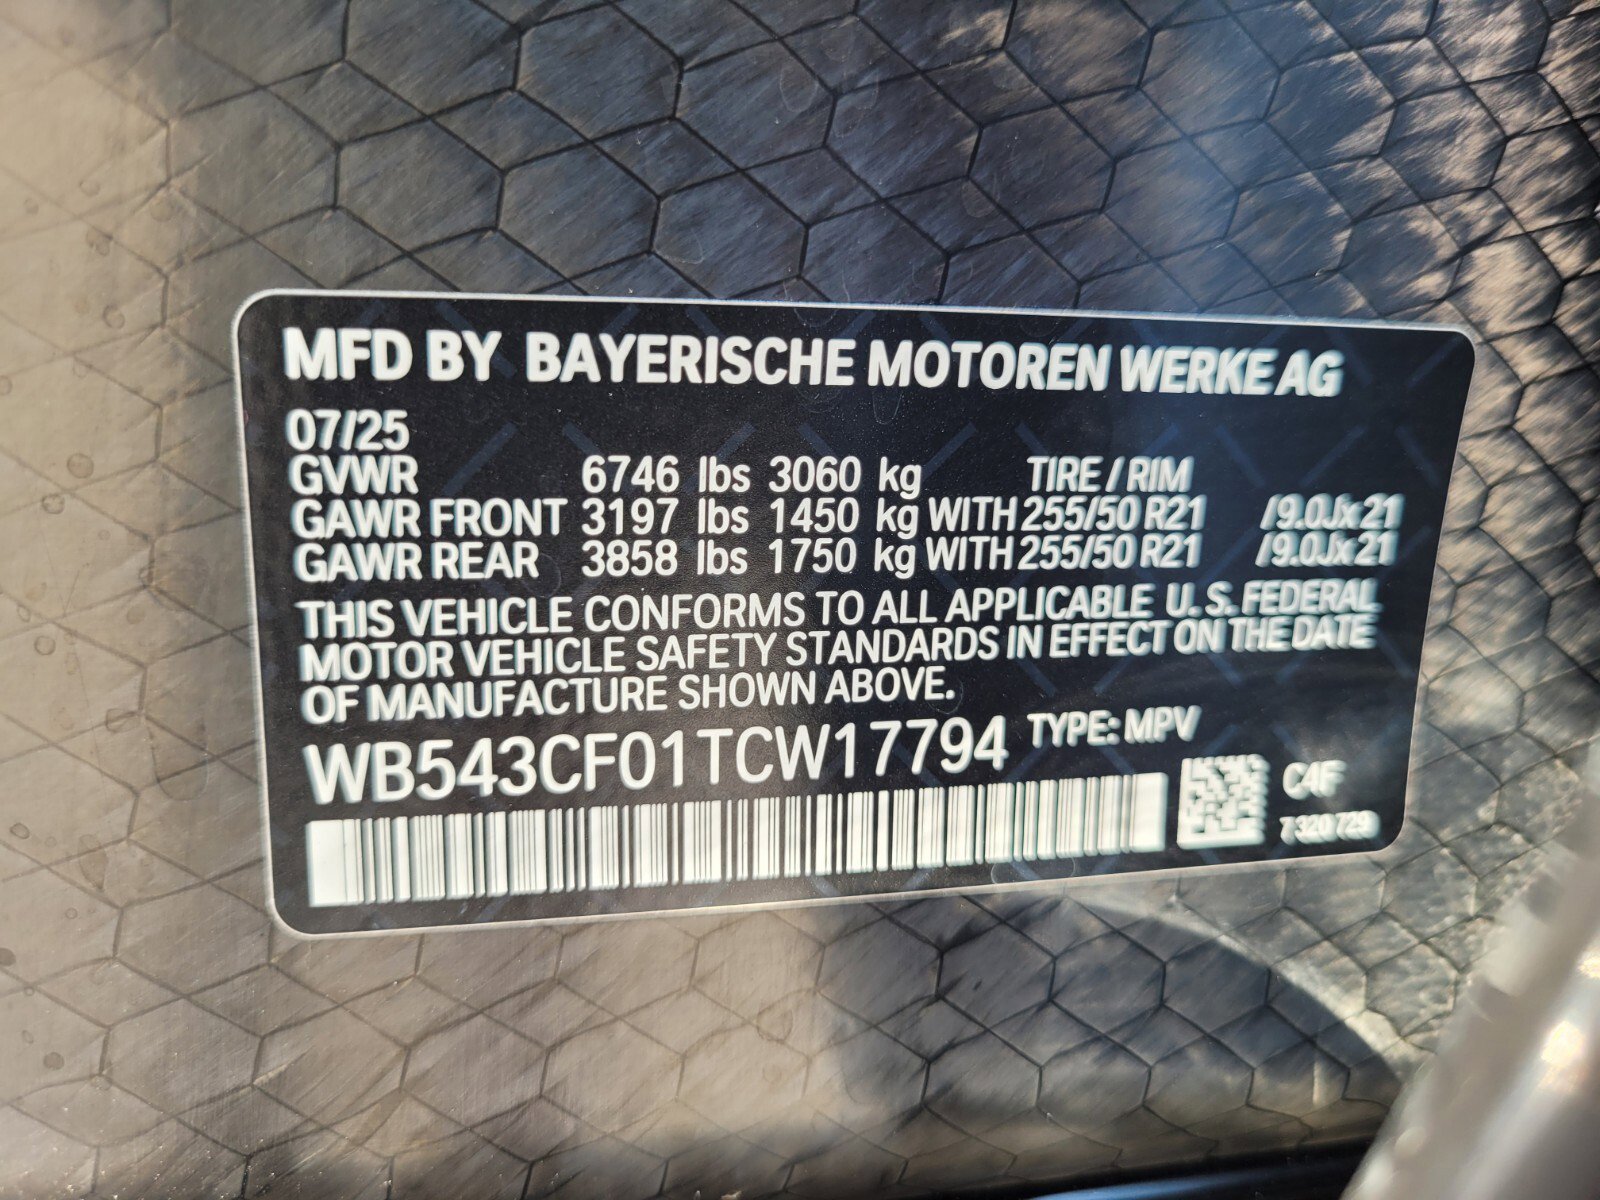 MFD BY BAYERISCHE MOTOREN WERKE AG
07/25
GVWR 6746 lbs 3060 kg TIRE / RIM
GAWR FRONT 3197 lbs 1450 kg WITH 255/50 R21 /9.0Jx21
GAWR REAR 3858 lbs 1750 kg WITH 255/50 R21 /9.0Jx21
THIS VEHICLE CONFORMS TO ALL APPLICABLE U.S. FEDERAL
MOTOR VEHICLE SAFETY STANDARDS IN EFFECT ON THE DATE
OF MANUFACTURE SHOWN ABOVE.
WB543CF01TCW17794 TYPE: MPV
C4F
7 320 729